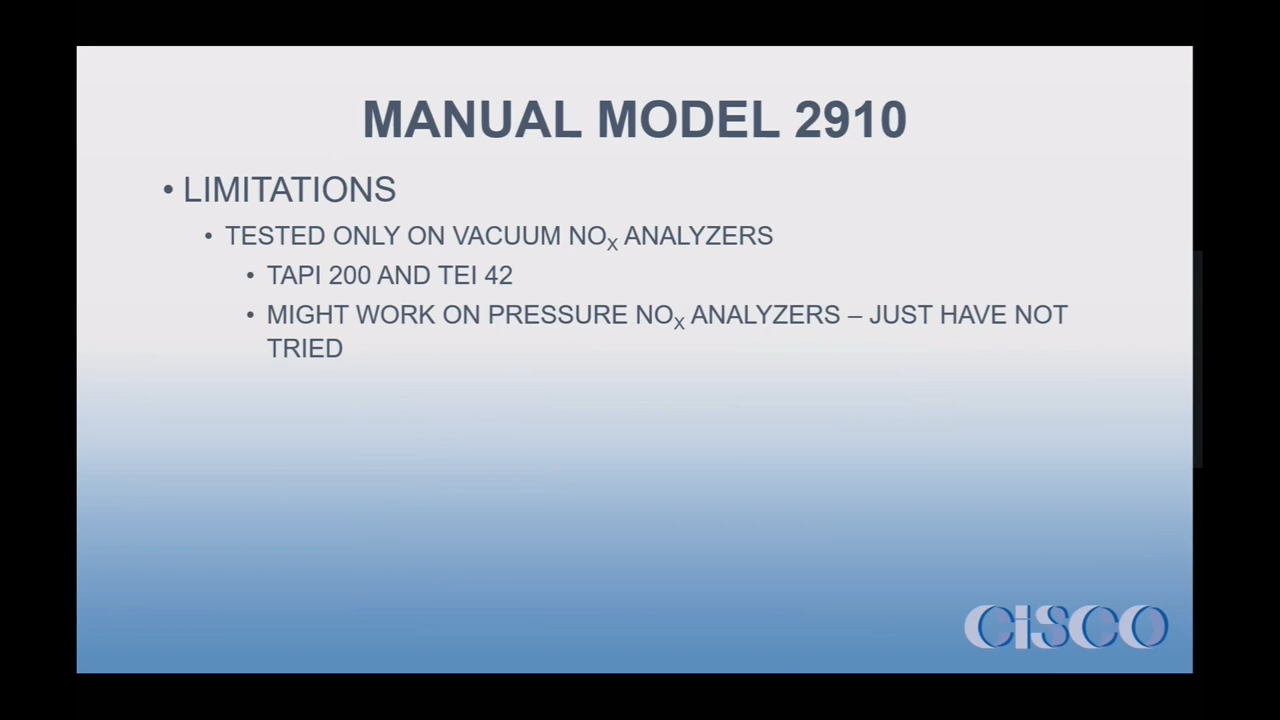 MANUAL MODEL 2910
• LIMITATIONS
• TESTED ONLY ON VACUUM NOX ANALYZERS
• TAPI 200 AND TEI 42
• MIGHT WORK ON PRESSURE NOX ANALYZERS – JUST HAVE NOT
TRIED
CiSCO